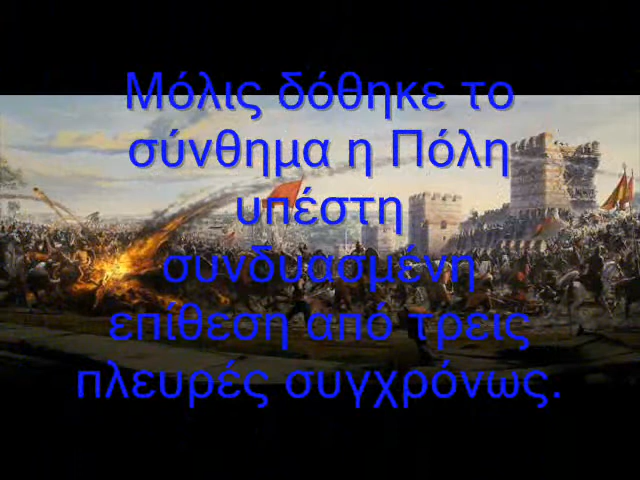 Μόλις δόθηκε το
σύνθημα η Πόλη
υπέστη
συνδυασμένη
επίθεση από τρεις
πλευρές συγχρόνως.